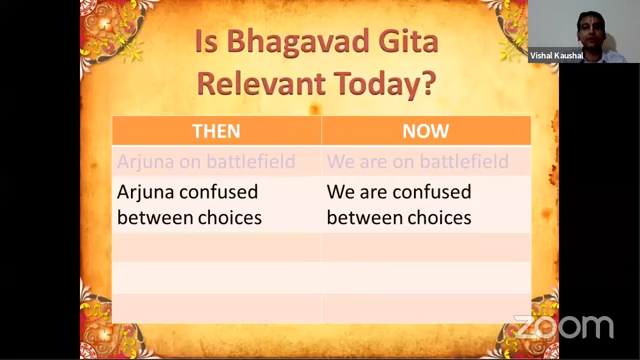 Is Bhagavad Gita
Relevant Today?
Vishal Kaushal
THEN NOW
Arjuna on battlefield We are on battlefield
Arjuna confused We are confused
between choices between choices
zoom